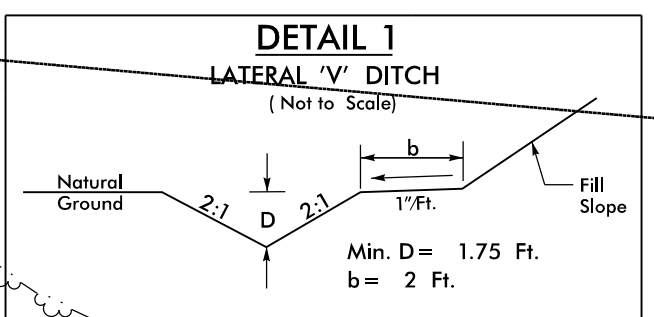 DETAIL 1
LATERAL 'V' DITCH
( Not to Scale)
b
Natural
Ground
2:1
D
2:1
1"/Ft.
Fill
Slope
Min. D = 1.75 Ft.
b = 2 Ft.